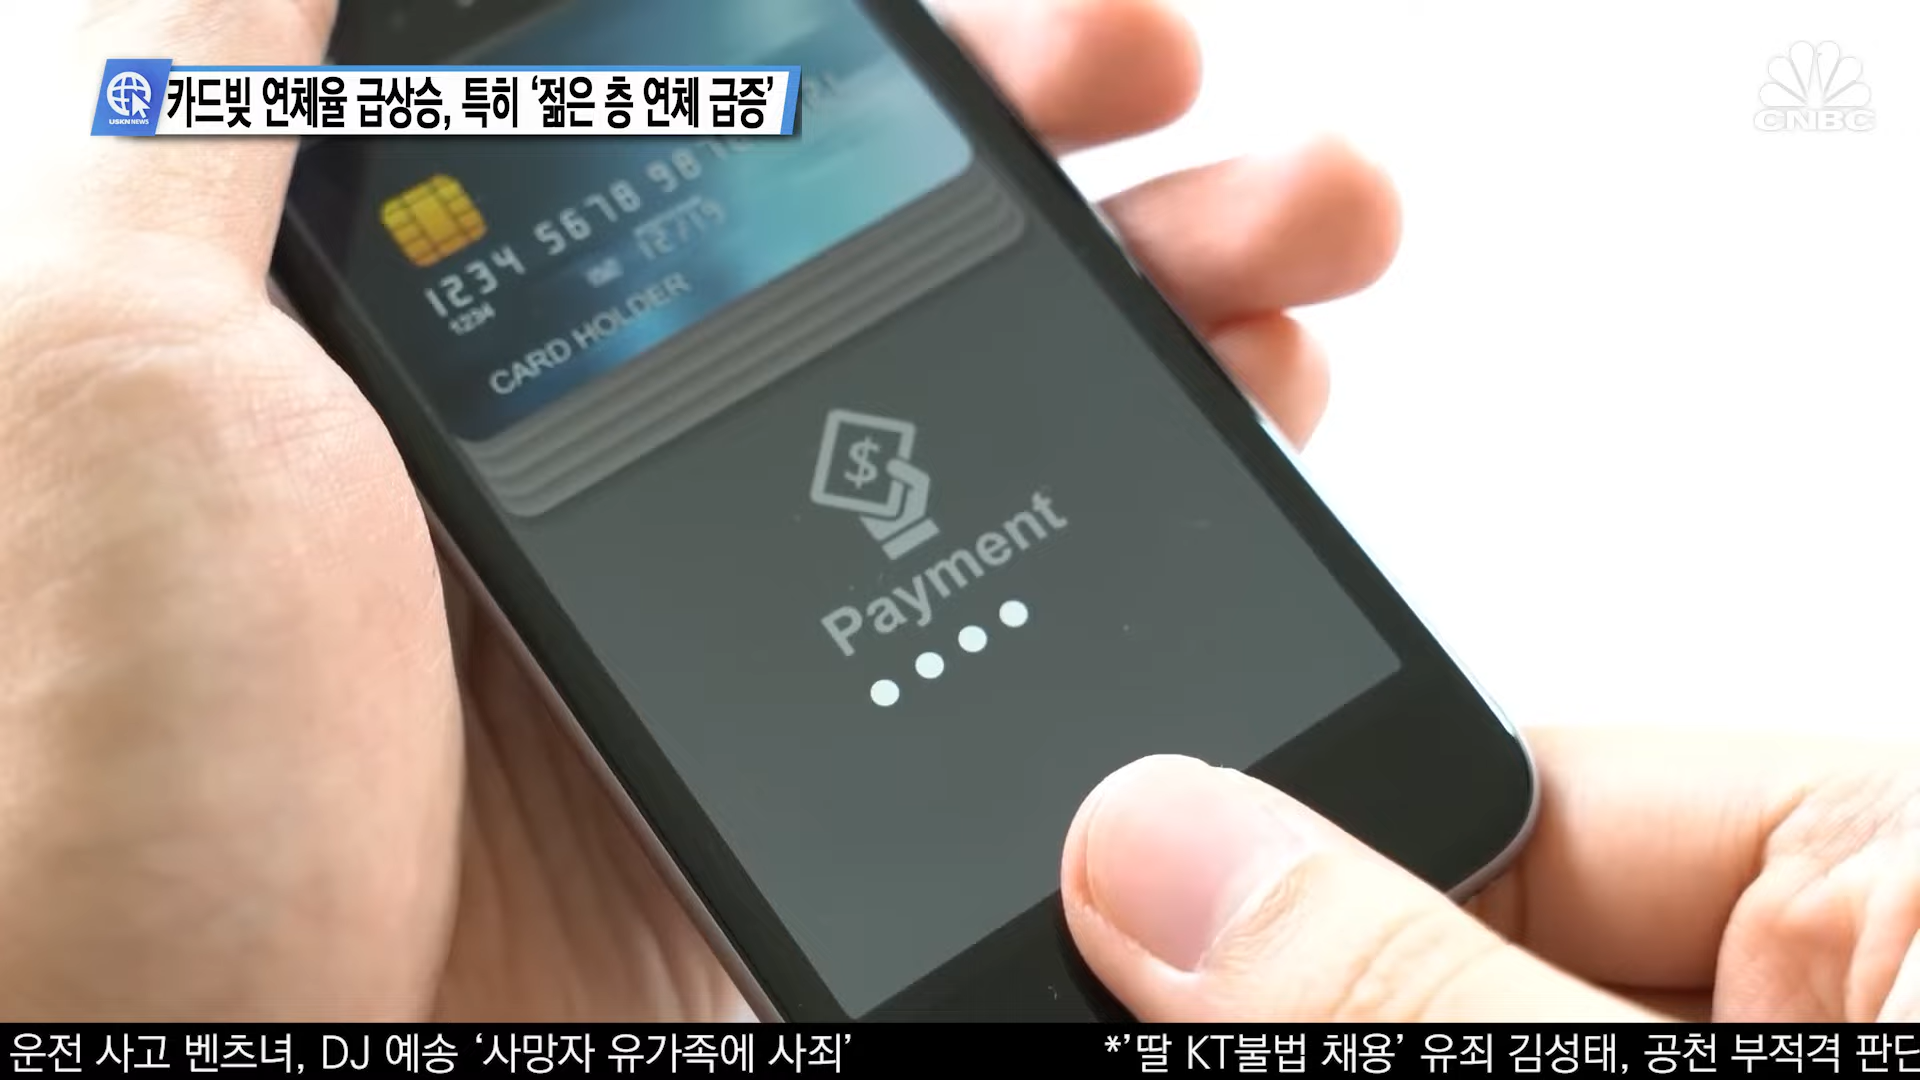 USKN NEWS
카드빚 연체율 급상승, 특히 ‘젊은 층 연체 급증’
CNBC
1234 5678 987
12/15
1234
CARD HOLDER
$
Payment
운전 사고 벤츠녀, DJ 예송 ‘사망자 유가족에 사죄’
*’딸 KT불법 채용’ 유죄 김성태, 공천 부적격 판단